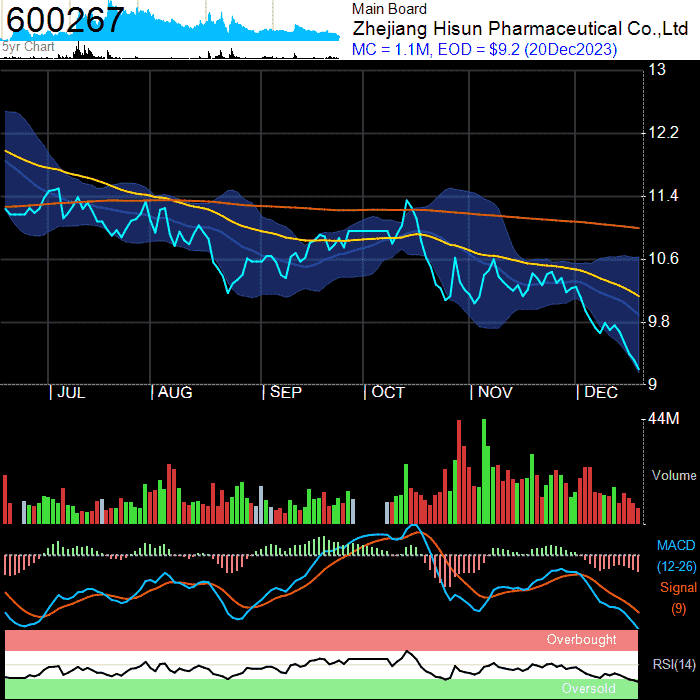 600267
5yr Chart
Main Board
Zhejiang Hisun Pharmaceutical Co.,Ltd
MC = 1.1M, EOD = $9.2 (20Dec2023)
13
12.2
11.4
10.6
9.8
9
JUL AUG SEP OCT NOV DEC
44M
Volume
MACD
(12-26)
Signal
(9)
Overbought
RSI(14)
Oversold